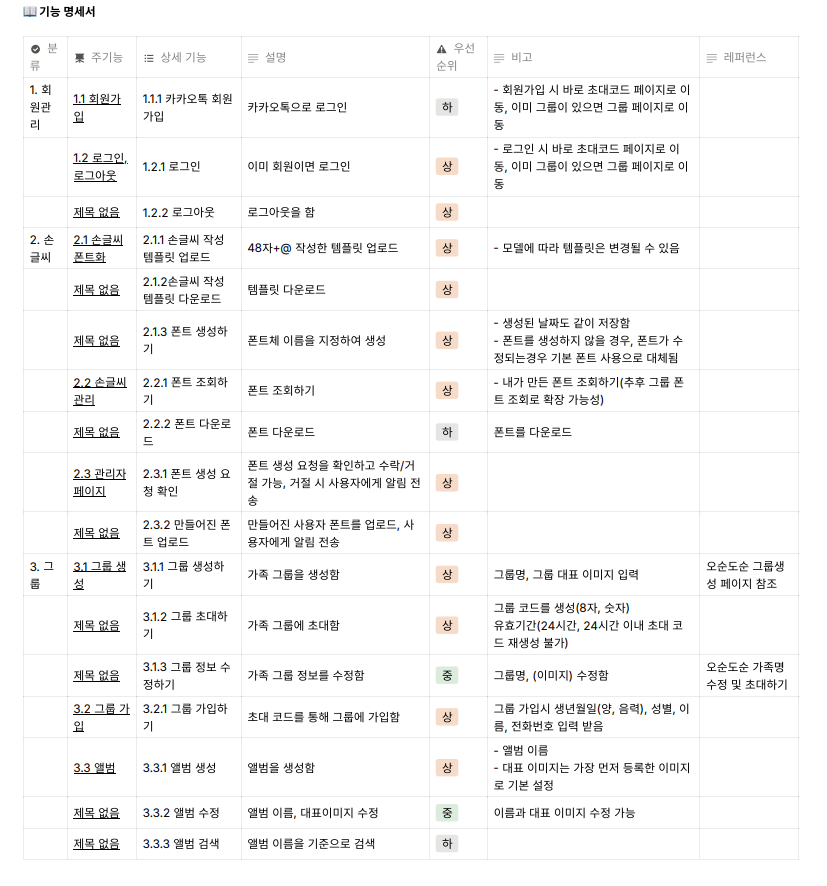 📖 기능 명세서
분류 주기능 상세 기능 설명 우선순위 비고 레퍼런스
1. 회원관리 1.1 회원가입 1.1.1 카카오톡 회원가입 카카오톡으로 로그인 하 - 회원가입 시 바로 초대코드 페이지로 이동, 이미 그룹이 있으면 그룹 페이지로 이동
1.2 로그인, 로그아웃 1.2.1 로그인 이미 회원이면 로그인 상 - 로그인 시 바로 초대코드 페이지로 이동, 이미 그룹이 있으면 그룹 페이지로 이동
제목 없음 1.2.2 로그아웃 로그아웃을 함 상
2. 손글씨 2.1 손글씨 폰트화 2.1.1 손글씨 작성 템플릿 업로드 48자+@ 작성한 템플릿 업로드 상 - 모델에 따라 템플릿은 변경될 수 있음
제목 없음 2.1.2손글씨 작성 템플릿 다운로드 템플릿 다운로드 상
제목 없음 2.1.3 폰트 생성하기 폰트체 이름을 지정하여 생성 상 - 생성된 날짜도 같이 저장함
- 폰트를 생성하지 않을 경우, 폰트가 수정되는경우 기본 폰트 사용으로 대체됨
2.2 손글씨 관리 2.2.1 폰트 조회하기 폰트 조회하기 상 - 내가 만든 폰트 조회하기(추후 그룹 폰트 조회로 확장 가능성)
제목 없음 2.2.2 폰트 다운로드 폰트 다운로드 하 폰트를 다운로드
2.3 관리자 페이지 2.3.1 폰트 생성 요청 확인 폰트 생성 요청을 확인하고 수락/거절 가능, 거절 시 사용자에게 알림 전송 상
제목 없음 2.3.2 만들어진 폰트 업로드 만들어진 사용자 폰트를 업로드, 사용자에게 알림 전송 상
3. 그룹 3.1 그룹 생성 3.1.1 그룹 생성하기 가족 그룹을 생성함 상 그룹명, 그룹 대표 이미지 입력 오순도순 그룹생성 페이지 참조
제목 없음 3.1.2 그룹 초대하기 가족 그룹에 초대함 상 그룹 코드를 생성(8자, 숫자)
유효기간(24시간, 24시간 이내 초대 코드 재생성 불가)
제목 없음 3.1.3 그룹 정보 수정하기 가족 그룹 정보를 수정함 중 그룹명, (이미지) 수정함 오순도순 가족명 수정 및 초대하기
3.2 그룹 가입 3.2.1 그룹 가입하기 초대 코드를 통해 그룹에 가입함 상 그룹 가입시 생년월일(양, 음력), 성별, 이름, 전화번호 입력 받음
3.3 앨범 3.3.1 앨범 생성 앨범을 생성함 상 - 앨범 이름
- 대표 이미지는 가장 먼저 등록한 이미지로 기본 설정
제목 없음 3.3.2 앨범 수정 앨범 이름, 대표이미지 수정 중 이름과 대표 이미지 수정 가능
제목 없음 3.3.3 앨범 검색 앨범 이름을 기준으로 검색 하